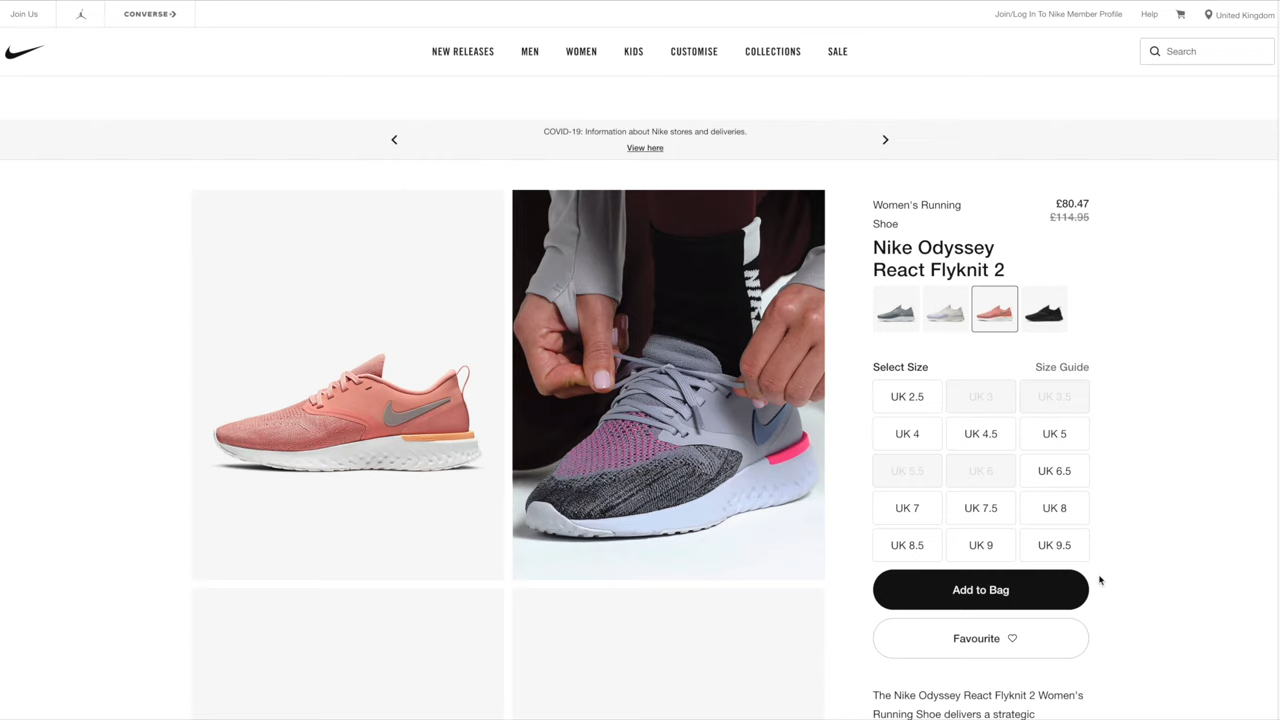 Join Us
CONVERSE
Join/Log In To Nike Member Profile
Help
United Kingdom
NEW RELEASES
MEN
WOMEN
KIDS
CUSTOMISE
COLLECTIONS
SALE
Search
COVID-19: Information about Nike stores and deliveries.
View here
NIKE
Women's Running
Shoe
£80.47
£114.95
Nike Odyssey
React Flyknit 2
Select Size
Size Guide
UK 2.5
UK 3
UK 3.5
UK 4
UK 4.5
UK 5
UK 5.5
UK 6
UK 6.5
UK 7
UK 7.5
UK 8
UK 8.5
UK 9
UK 9.5
Add to Bag
Favourite
The Nike Odyssey React Flyknit 2 Women's
Running Shoe delivers a strategic